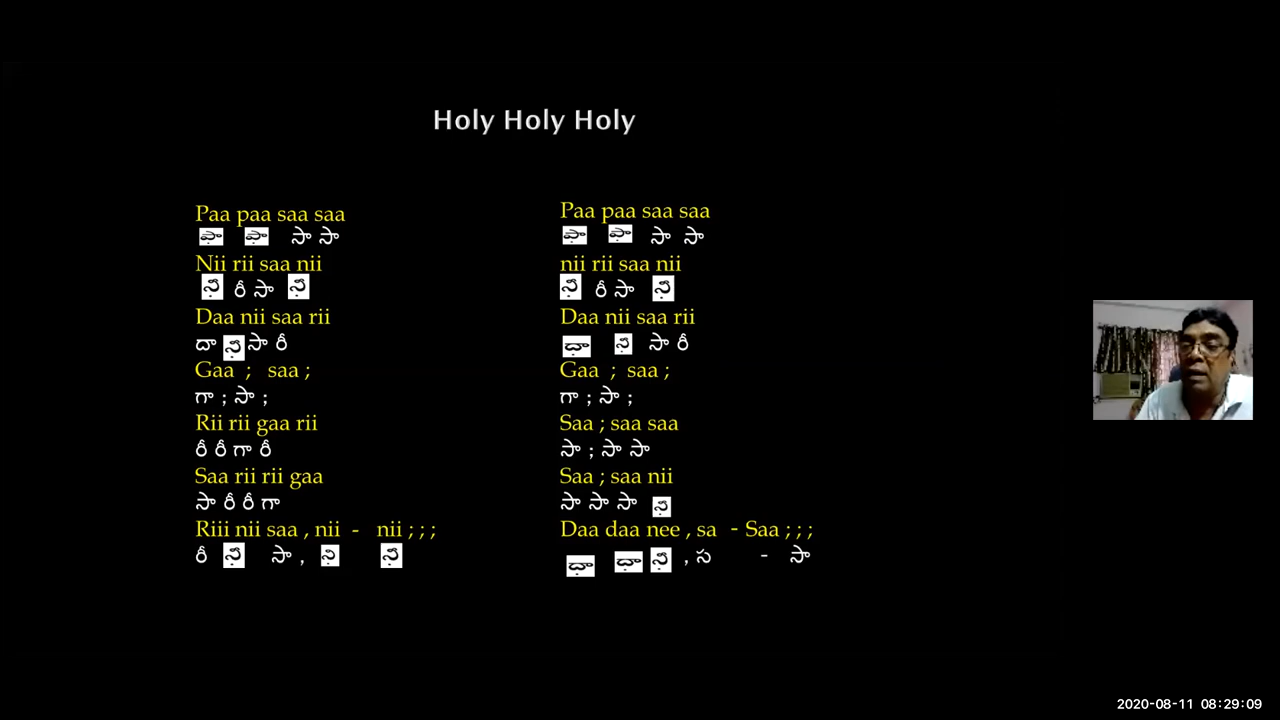 Holy Holy Holy
Paa paa saa saa
పా పా సా సా
Nii rii saa nii
నీ రీ సా నీ
Daa nii saa rii
దా నీ సా రీ
Gaa ; saa ;
గా ; సా ;
Rii rii gaa rii
రీ రీ గా రీ
Saa rii rii gaa
సా రీ రీ గా
Riii nii saa , nii - nii ; ; ;
రీ నీ సా , ని నీ
Paa paa saa saa
పా పా సా సా
nii rii saa nii
నీ రీ సా నీ
Daa nii saa rii
దా నీ సా రీ
Gaa ; saa ;
గా ; సా ;
Saa ; saa saa
సా ; సా సా
Saa ; saa nii
సా సా సా నీ
Daa daa nee , sa - Saa ; ; ;
దా దా నీ , స - సా
2020-08-11 08:29:09